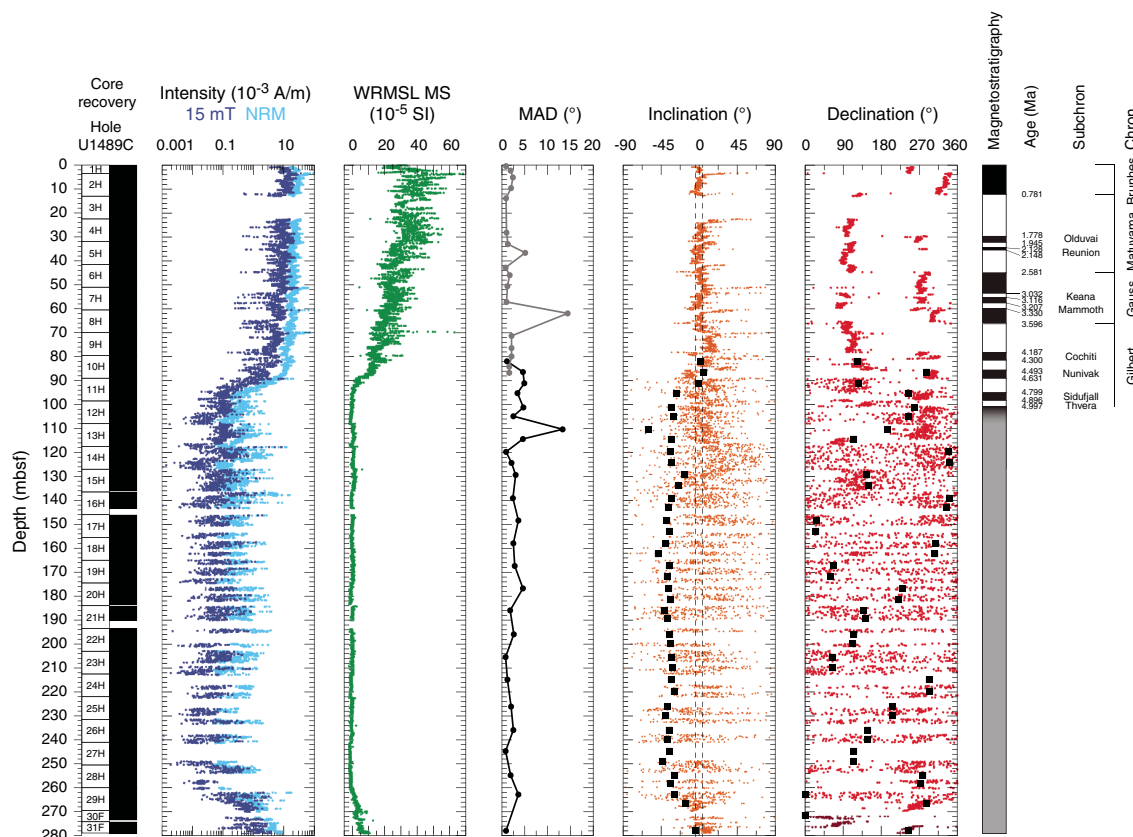 Core
recovery
Hole
U1489C
Intensity (10-3 A/m)
15 mT NRM
0.001 0.1 10
WRMSL MS
(10-5 SI)
0 20 40 60
MAD (°)
0 5 10 15 20
Inclination (°)
-90 -45 0 45 90
Declination (°)
0 90 180 270 360
Magnetostratigraphy
Age (Ma)
Subchron
Chron
Depth (mbsf)
0
10
20
30
40
50
60
70
80
90
100
110
120
130
140
150
160
170
180
190
200
210
220
230
240
250
260
270
280
1H
2H
3H
4H
5H
6H
7H
8H
9H
10H
11H
12H
13H
14H
15H
16H
17H
18H
19H
20H
21H
22H
23H
24H
25H
26H
27H
28H
29H
30F
31F
0.781
1.778
1.945
2.128
2.148
2.581
3.032
3.116
3.207
3.330
3.596
4.187
4.300
4.493
4.631
4.799
4.896
4.997
Olduvai
Reunion
Keana
Mammoth
Cochiti
Nunivak
Sidufjall
Thvera
Brunhes
Matuyama
Gauss
Gilbert